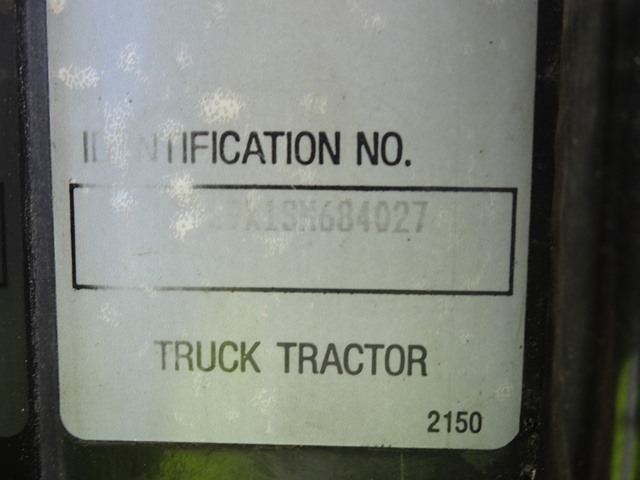 IDENTIFICATION NO.
TRUCK TRACTOR
2150